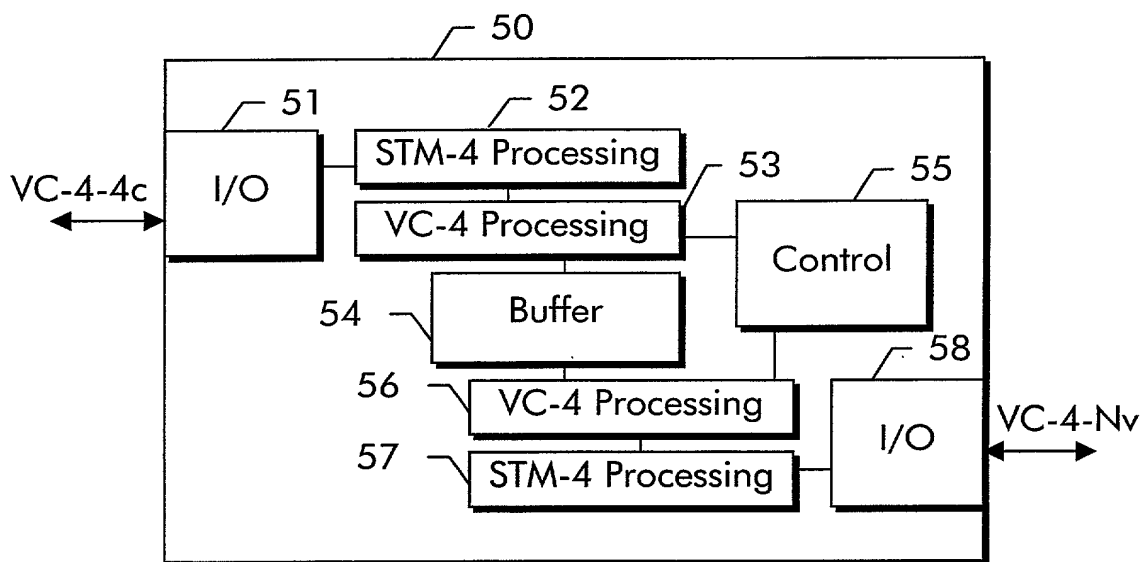 50
51
52
STM-4 Processing
53
55
VC-4-4c
I/O
VC-4 Processing
Control
54
Buffer
58
56
VC-4 Processing
VC-4-Nv
I/O
57
STM-4 Processing